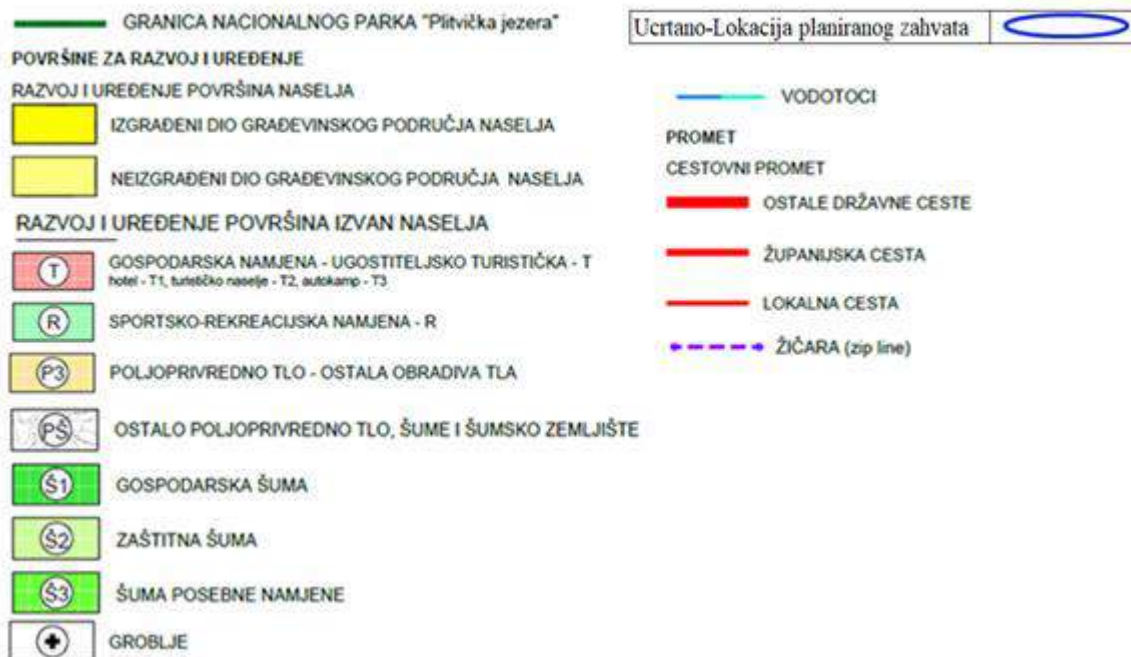 GRANICA NACIONALNOG PARKA "Plitvička jezera"
POVRŠINE ZA RAZVOJ I UREĐENJE
RAZVOJ I UREĐENJE POVRŠINA NASELJA
IZGRAĐENI DIO GRAĐEVINSKOG PODRUČJA NASELJA
NEIZGRAĐENI DIO GRAĐEVINSKOG PODRUČJA NASELJA
RAZVOJ I UREĐENJE POVRŠINA IZVAN NASELJA
T GOSPODARSKA NAMJENA - UGOSTITELJSKO TURISTIČKA - T
hotel - T1, turističko naselje - T2, autokamp - T3
R SPORTSKO-REKREACIJSKA NAMJENA - R
P3 POLJOPRIVREDNO TLO - OSTALA OBRADIVA TLA
PŠ OSTALO POLJOPRIVREDNO TLO, ŠUME I ŠUMSKO ZEMLJIŠTE
Š1 GOSPODARSKA ŠUMA
Š2 ZAŠTITNA ŠUMA
Š3 ŠUMA POSEBNE NAMJENE
GROBLJE
Ucrtano-Lokacija planiranog zahvata
VODOTOCI
PROMET
CESTOVNI PROMET
OSTALE DRŽAVNE CESTE
ŽUPANIJSKA CESTA
LOKALNA CESTA
ŽIČARA (zip line)